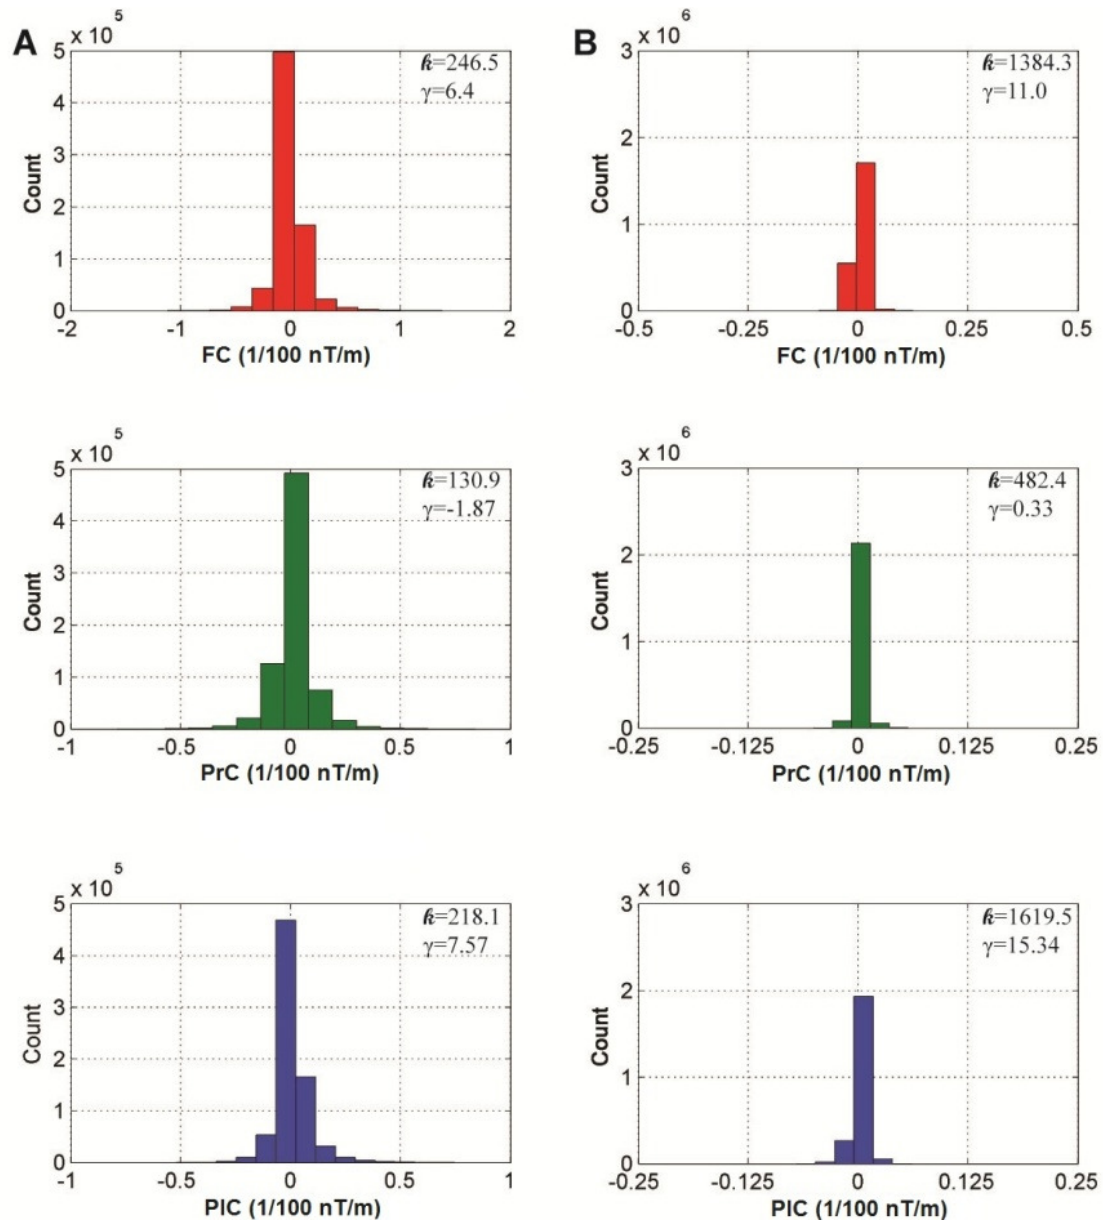 A
x 10 5
5
4
3
2
1
0
Count
k=246.5
γ=6.4
-2 -1 0 1 2
FC (1/100 nT/m)
B
x 10 6
3
2
1
0
Count
k=1384.3
γ=11.0
-0.5 -0.25 0 0.25 0.5
FC (1/100 nT/m)
x 10 5
5
4
3
2
1
0
Count
k=130.9
γ=-1.87
-1 -0.5 0 0.5 1
PrC (1/100 nT/m)
x 10 6
3
2
1
0
Count
k=482.4
γ=0.33
-0.25 -0.125 0 0.125 0.25
PrC (1/100 nT/m)
x 10 5
5
4
3
2
1
0
Count
k=218.1
γ=7.57
-1 -0.5 0 0.5 1
PIC (1/100 nT/m)
x 10 6
3
2
1
0
Count
k=1619.5
γ=15.34
-0.25 -0.125 0 0.125 0.25
PIC (1/100 nT/m)